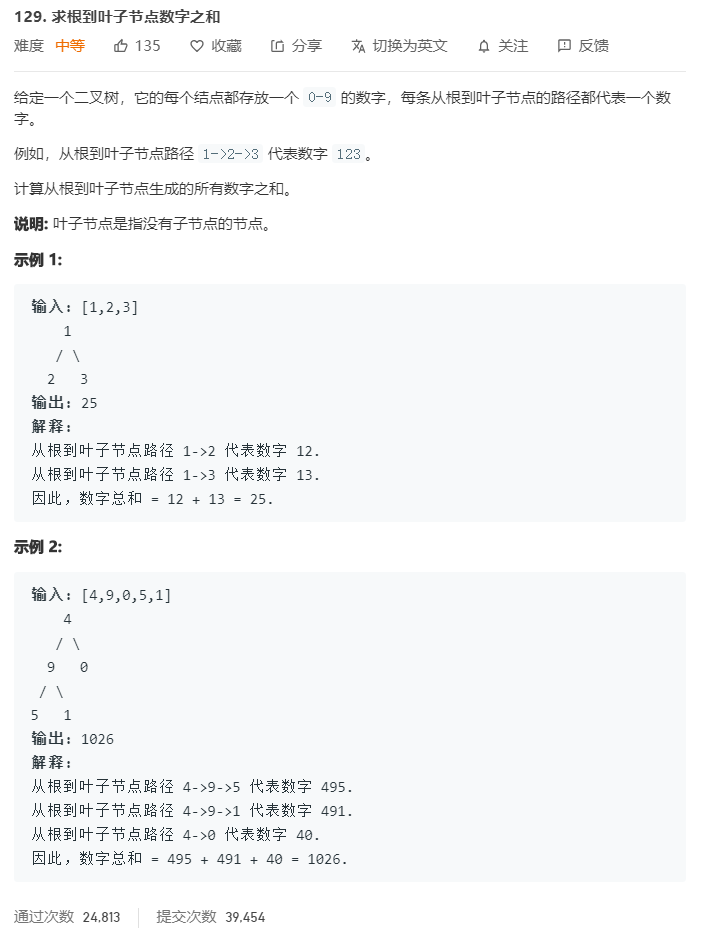 129. 求根到叶子节点数字之和
难度 中等 135 收藏 分享 切换为英文 关注 反馈
给定一个二叉树，它的每个结点都存放一个 0-9 的数字，每条从根到叶子节点的路径都代表一个数
字。
例如，从根到叶子节点路径 1->2->3 代表数字 123。
计算从根到叶子节点生成的所有数字之和。
说明: 叶子节点是指没有子节点的节点。
示例 1:
输入: [1,2,3]
1
/ \
2 3
输出: 25
解释:
从根到叶子节点路径 1->2 代表数字 12.
从根到叶子节点路径 1->3 代表数字 13.
因此，数字总和 = 12 + 13 = 25.
示例 2:
输入: [4,9,0,5,1]
4
/ \
9 0
/ \
5 1
输出: 1026
解释:
从根到叶子节点路径 4->9->5 代表数字 495.
从根到叶子节点路径 4->9->1 代表数字 491.
从根到叶子节点路径 4->0 代表数字 40.
因此，数字总和 = 495 + 491 + 40 = 1026.
通过次数 24,813 提交次数 39,454